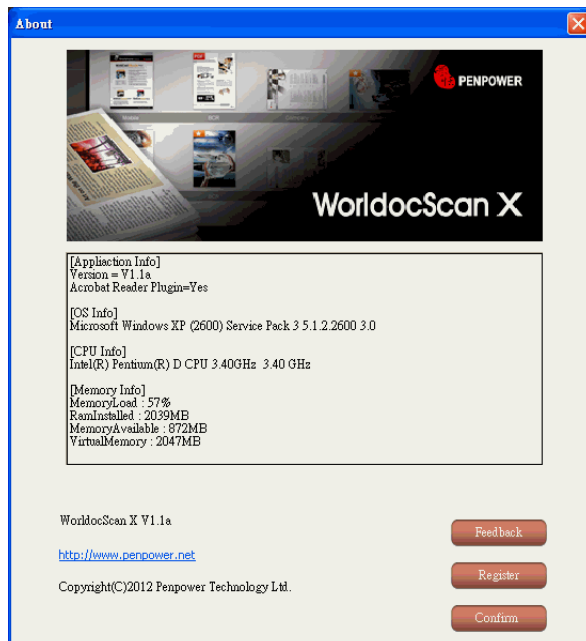 About
PENPOWER
WorldocScan X
[Appliaction Info]
Version = V1.1a
Acrobat Reader Plugin=Yes
[OS Info]
Microsoft Windows XP (2600) Service Pack 3 5.1.2.2600 3.0
[CPU Info]
Intel(R) Pentium(R) D CPU 3.40GHz 3.40 GHz
[Memory Info]
MemoryLoad : 57%
RamInstalled : 2039MB
MemoryAvailable : 872MB
VirtualMemory : 2047MB
WorldocScan X V1.1a
Feedback
http://www.penpower.net
Register
Copyright(C)2012 Penpower Technology Ltd.
Confirm